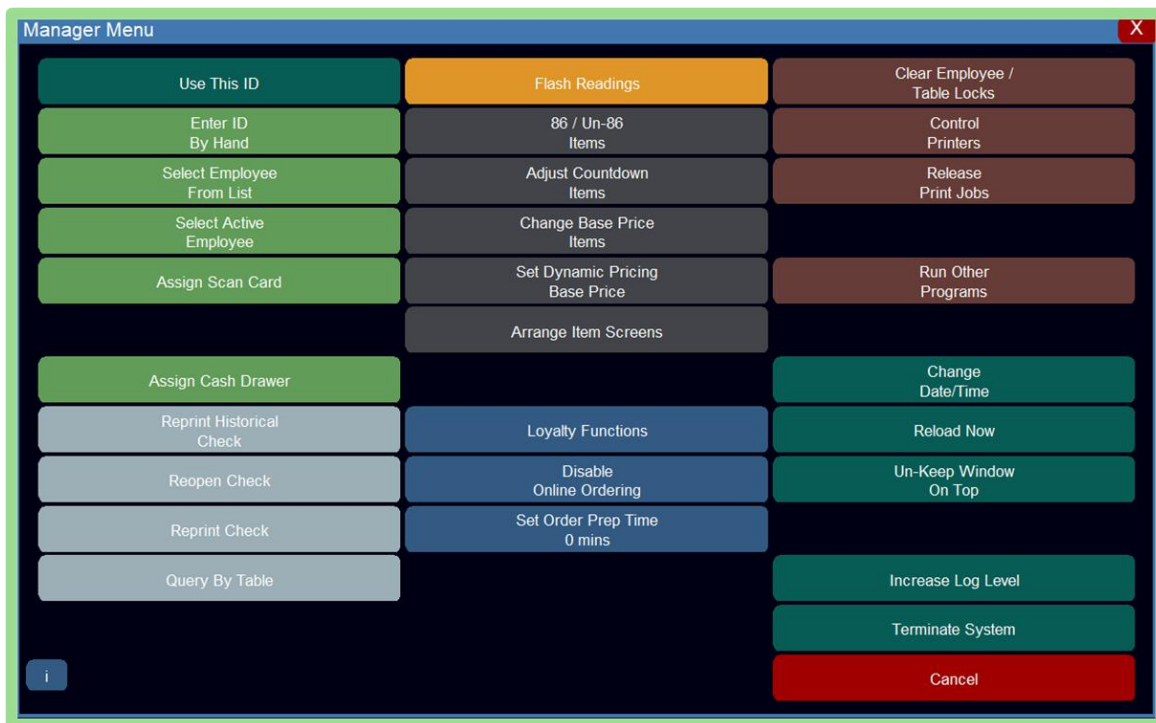 Manager Menu
X
Use This ID
Enter ID
By Hand
Select Employee
From List
Select Active
Employee
Assign Scan Card
Assign Cash Drawer
Reprint Historical
Check
Reopen Check
Reprint Check
Query By Table
i
Flash Readings
86 / Un-86
Items
Adjust Countdown
Items
Change Base Price
Items
Set Dynamic Pricing
Base Price
Arrange Item Screens
Loyalty Functions
Disable
Online Ordering
Set Order Prep Time
0 mins
Clear Employee /
Table Locks
Control
Printers
Release
Print Jobs
Run Other
Programs
Change
Date/Time
Reload Now
Un-Keep Window
On Top
Increase Log Level
Terminate System
Cancel